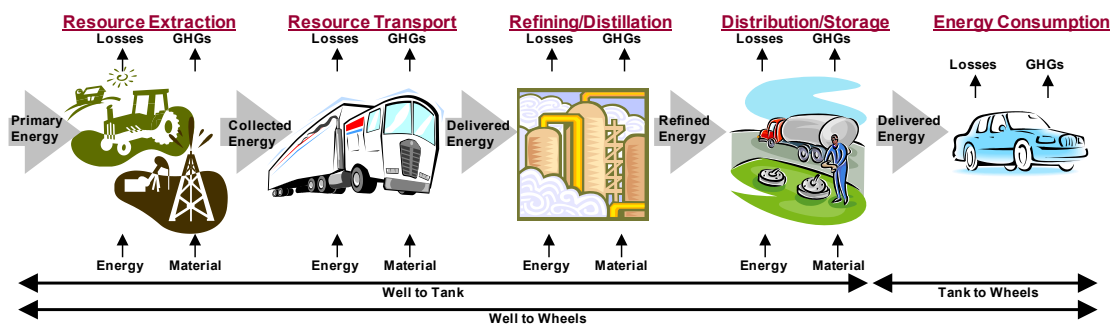 Resource Extraction
Resource Transport
Refining/Distillation
Distribution/Storage
Energy Consumption
Losses
GHGs
Losses
GHGs
Losses
GHGs
Losses
GHGs
Losses
GHGs
Primary
Energy
Collected
Energy
Delivered
Energy
Refined
Energy
Delivered
Energy
Energy
Material
Energy
Material
Energy
Material
Energy
Material
Well to Tank
Tank to Wheels
Well to Wheels